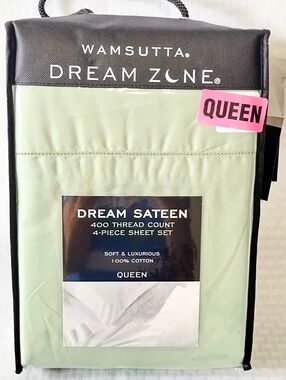 WAMSUTTA®
DREAM ZONE®
QUEEN
DREAM SATEEN
400 THREAD COUNT
4-PIECE SHEET SET
SOFT & LUXURIOUS
100% COTTON
QUEEN